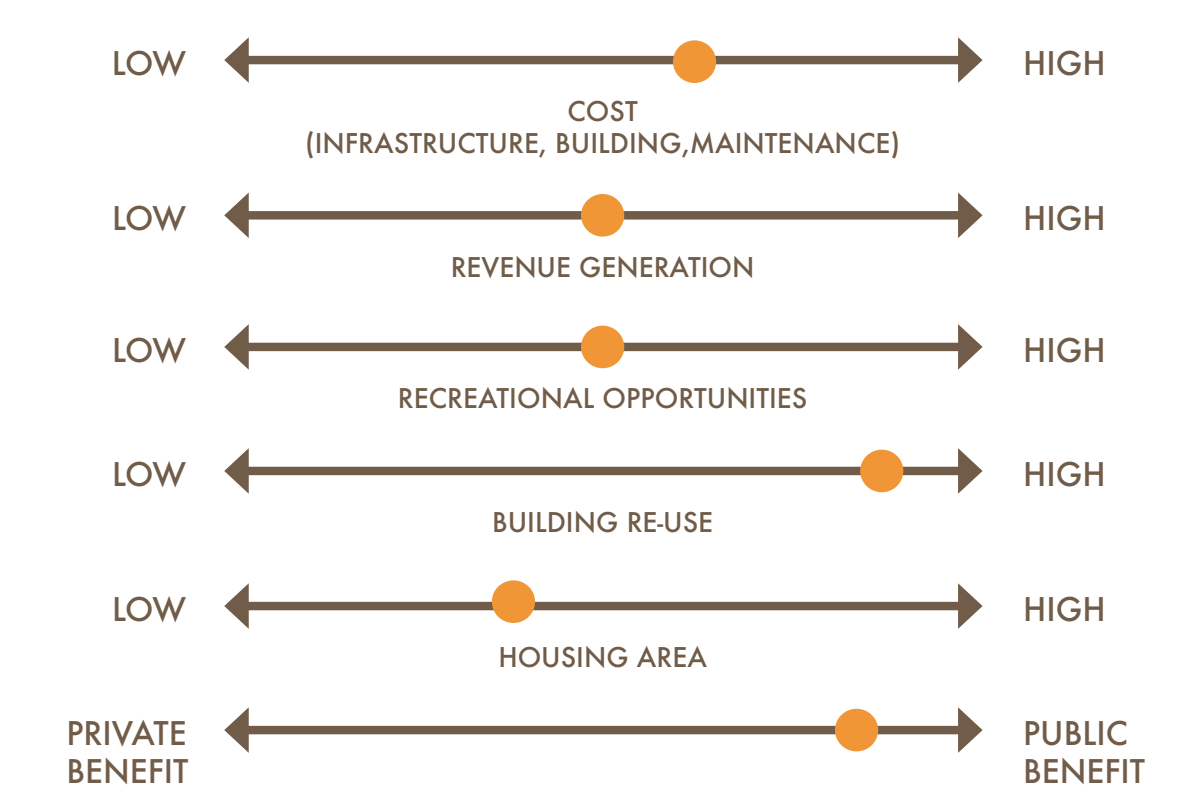 LOW HIGH
COST
(INFRASTRUCTURE, BUILDING,MAINTENANCE)
LOW HIGH
REVENUE GENERATION
LOW HIGH
RECREATIONAL OPPORTUNITIES
LOW HIGH
BUILDING RE-USE
LOW HIGH
HOUSING AREA
PRIVATE PUBLIC
BENEFIT BENEFIT